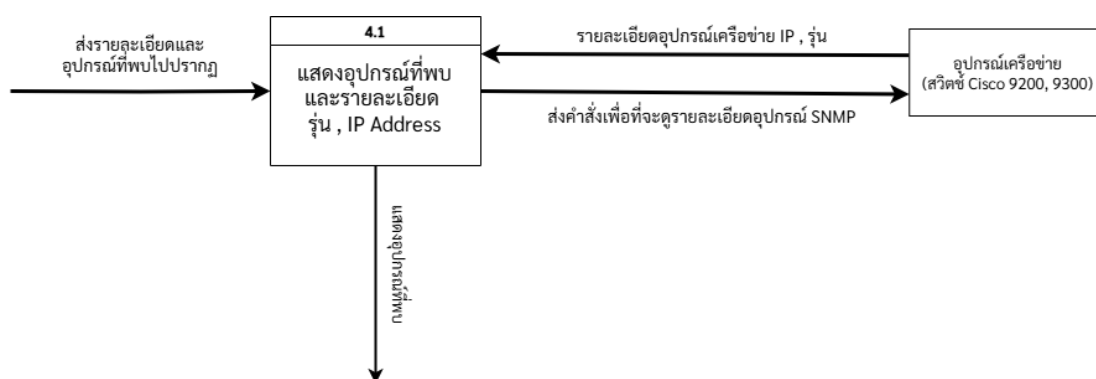 4.1
ส่งรายละเอียดและ
อุปกรณ์ที่พบไปปรากฏ
แสดงอุปกรณ์ที่พบ
และรายละเอียด
รุ่น , IP Address
รายละเอียดอุปกรณ์เครือข่าย IP , รุ่น
ส่งคำสั่งเพื่อที่จะดูรายละเอียดอุปกรณ์ SNMP
อุปกรณ์เครือข่าย
(สวิตช์ Cisco 9200, 9300)
แสดงอุปกรณ์ที่พบ